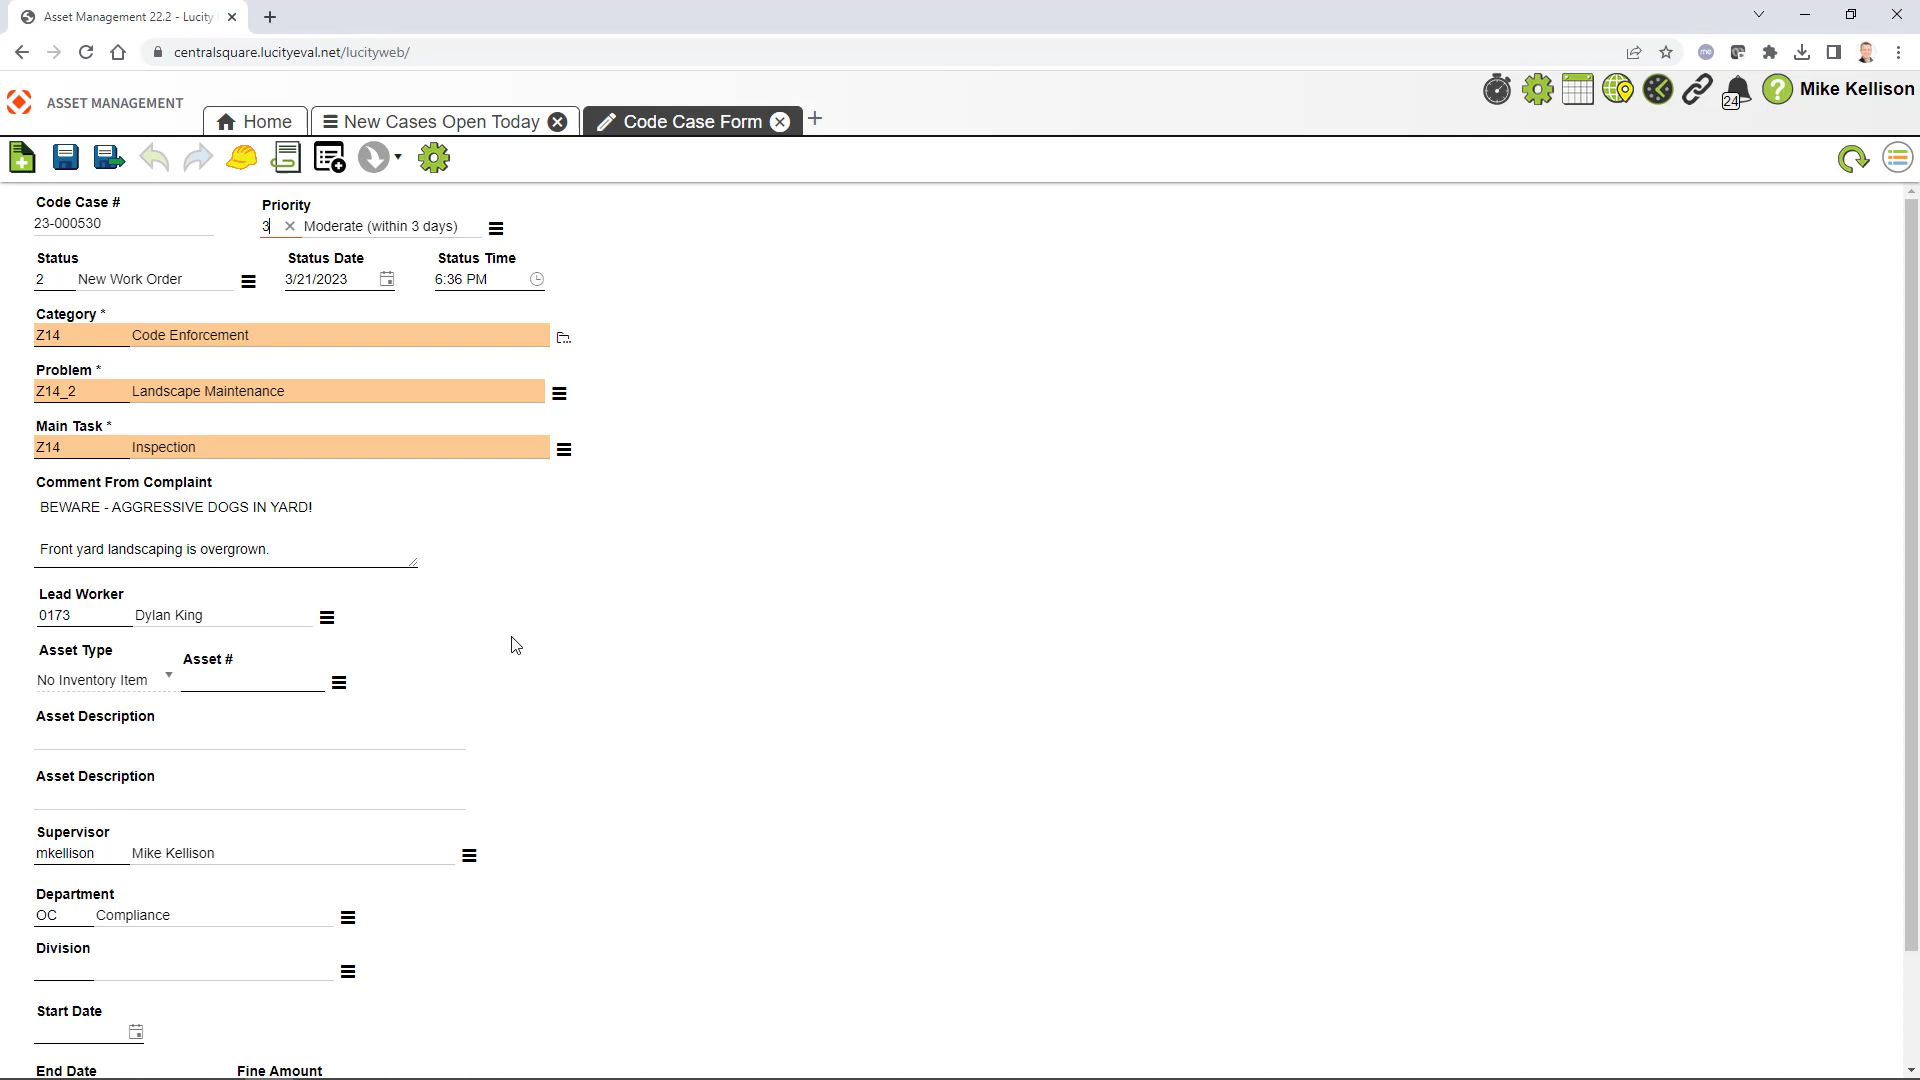 Asset Management 22.2 - Lucity
centralsquare.lucityeval.net/lucityweb/
ASSET MANAGEMENT
Home
New Cases Open Today
Code Case Form
24
Mike Kellison
Code Case #
Priority
23-000530
3 Moderate (within 3 days)
Status
Status Date
Status Time
2 New Work Order
3/21/2023
6:36 PM
Category *
Z14 Code Enforcement
Problem *
Z14_2 Landscape Maintenance
Main Task *
Z14 Inspection
Comment From Complaint
BEWARE - AGGRESSIVE DOGS IN YARD!
Front yard landscaping is overgrown.
Lead Worker
0173 Dylan King
Asset Type
Asset #
No Inventory Item
Asset Description
Asset Description
Supervisor
mkellison Mike Kellison
Department
OC Compliance
Division
Start Date
End Date
Fine Amount